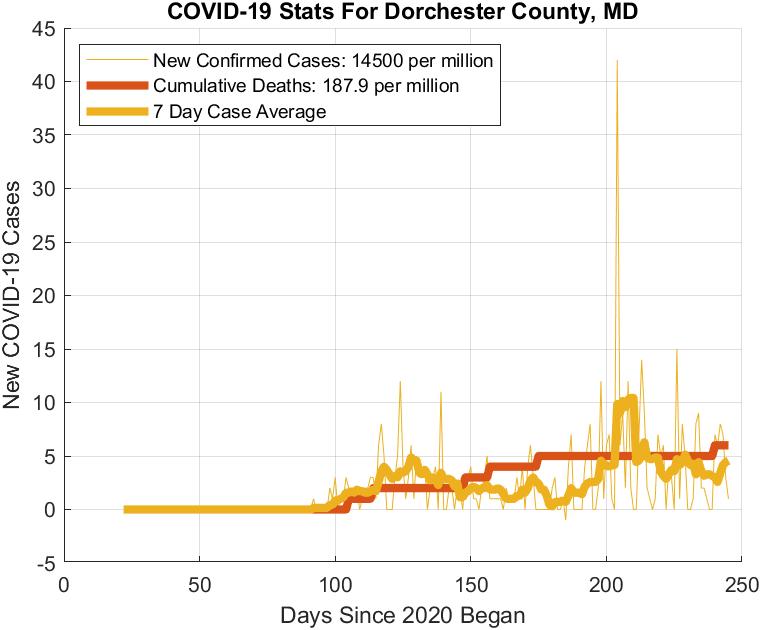 COVID-19 Stats For Dorchester County, MD
New Confirmed Cases: 14500 per million
Cumulative Deaths: 187.9 per million
7 Day Case Average
New COVID-19 Cases
45
40
35
30
25
20
15
10
5
0
-5
0 50 100 150 200 250
Days Since 2020 Began